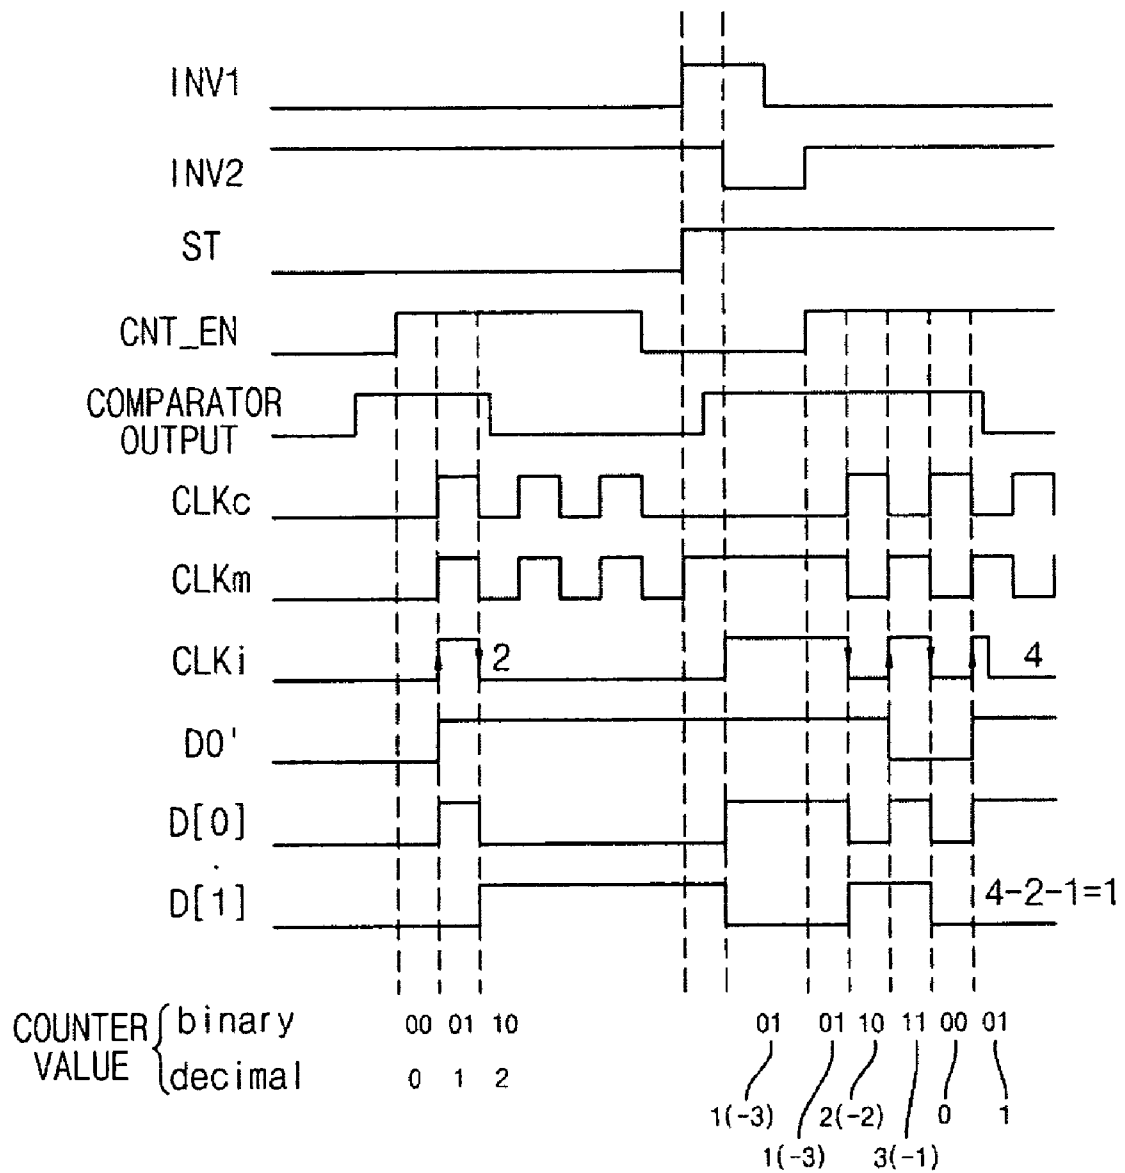 INV1
INV2
ST
CNT_EN
COMPARATOR
OUTPUT
CLKc
CLKm
CLKi
2
4
D0'
D[0]
D[1]
4-2-1=1
COUNTER
VALUE
binary
00 01 10
01 01 10 11 00 01
decimal
0 1 2
1(-3) 2(-2) 0 1
1(-3) 3(-1)